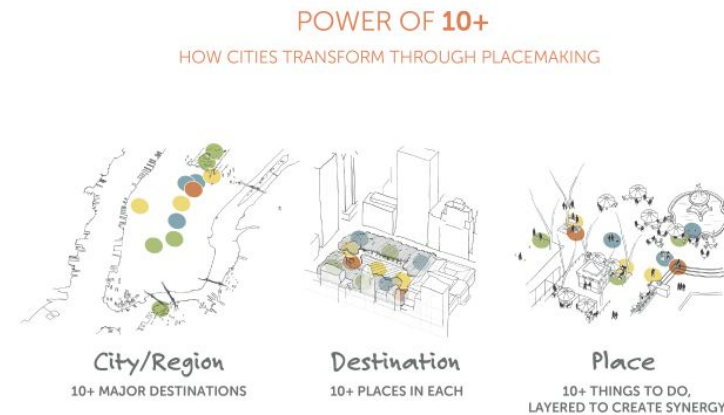 POWER OF 10+
HOW CITIES TRANSFORM THROUGH PLACEMAKING
City/Region
10+ MAJOR DESTINATIONS
Destination
10+ PLACES IN EACH
Place
10+ THINGS TO DO,
LAYERED TO CREATE SYNERGY